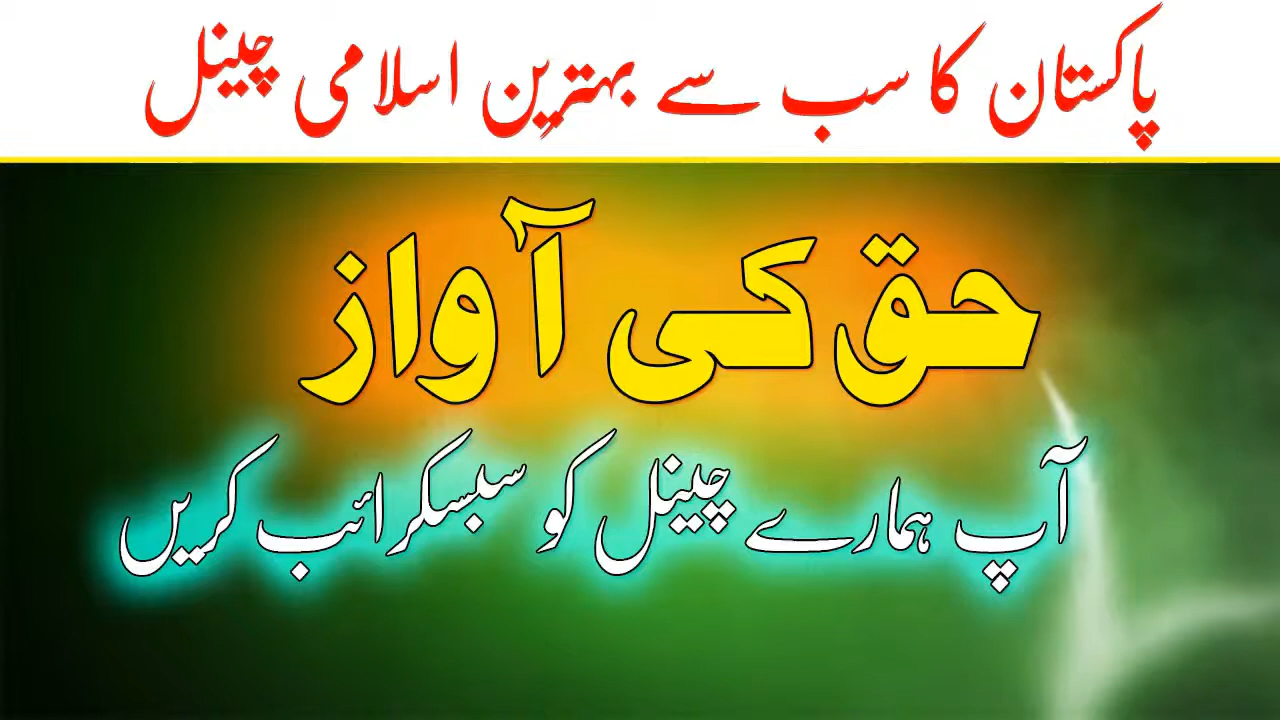 پاکستان کا سب سے بہترین اسلامی چینل
حق کی آواز
آپ ہمارے چینل کو سبسکرائب کریں